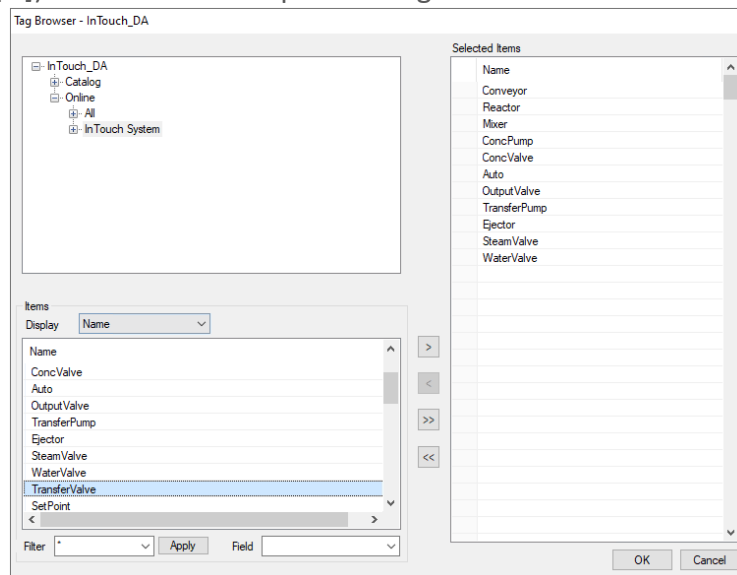 Tag Browser - InTouch_DA
InTouch_DA
Catalog
Online
All
InTouch System
Items
Display Name
Name
ConcValve
Auto
OutputValve
TransferPump
Ejector
SteamValve
WaterValve
TransferValve
SetPoint
Filter * Apply Field
>
<
>>
<<
Selected Items
Name
Conveyor
Reactor
Mixer
ConcPump
ConcValve
Auto
OutputValve
TransferPump
Ejector
SteamValve
WaterValve
OK Cancel